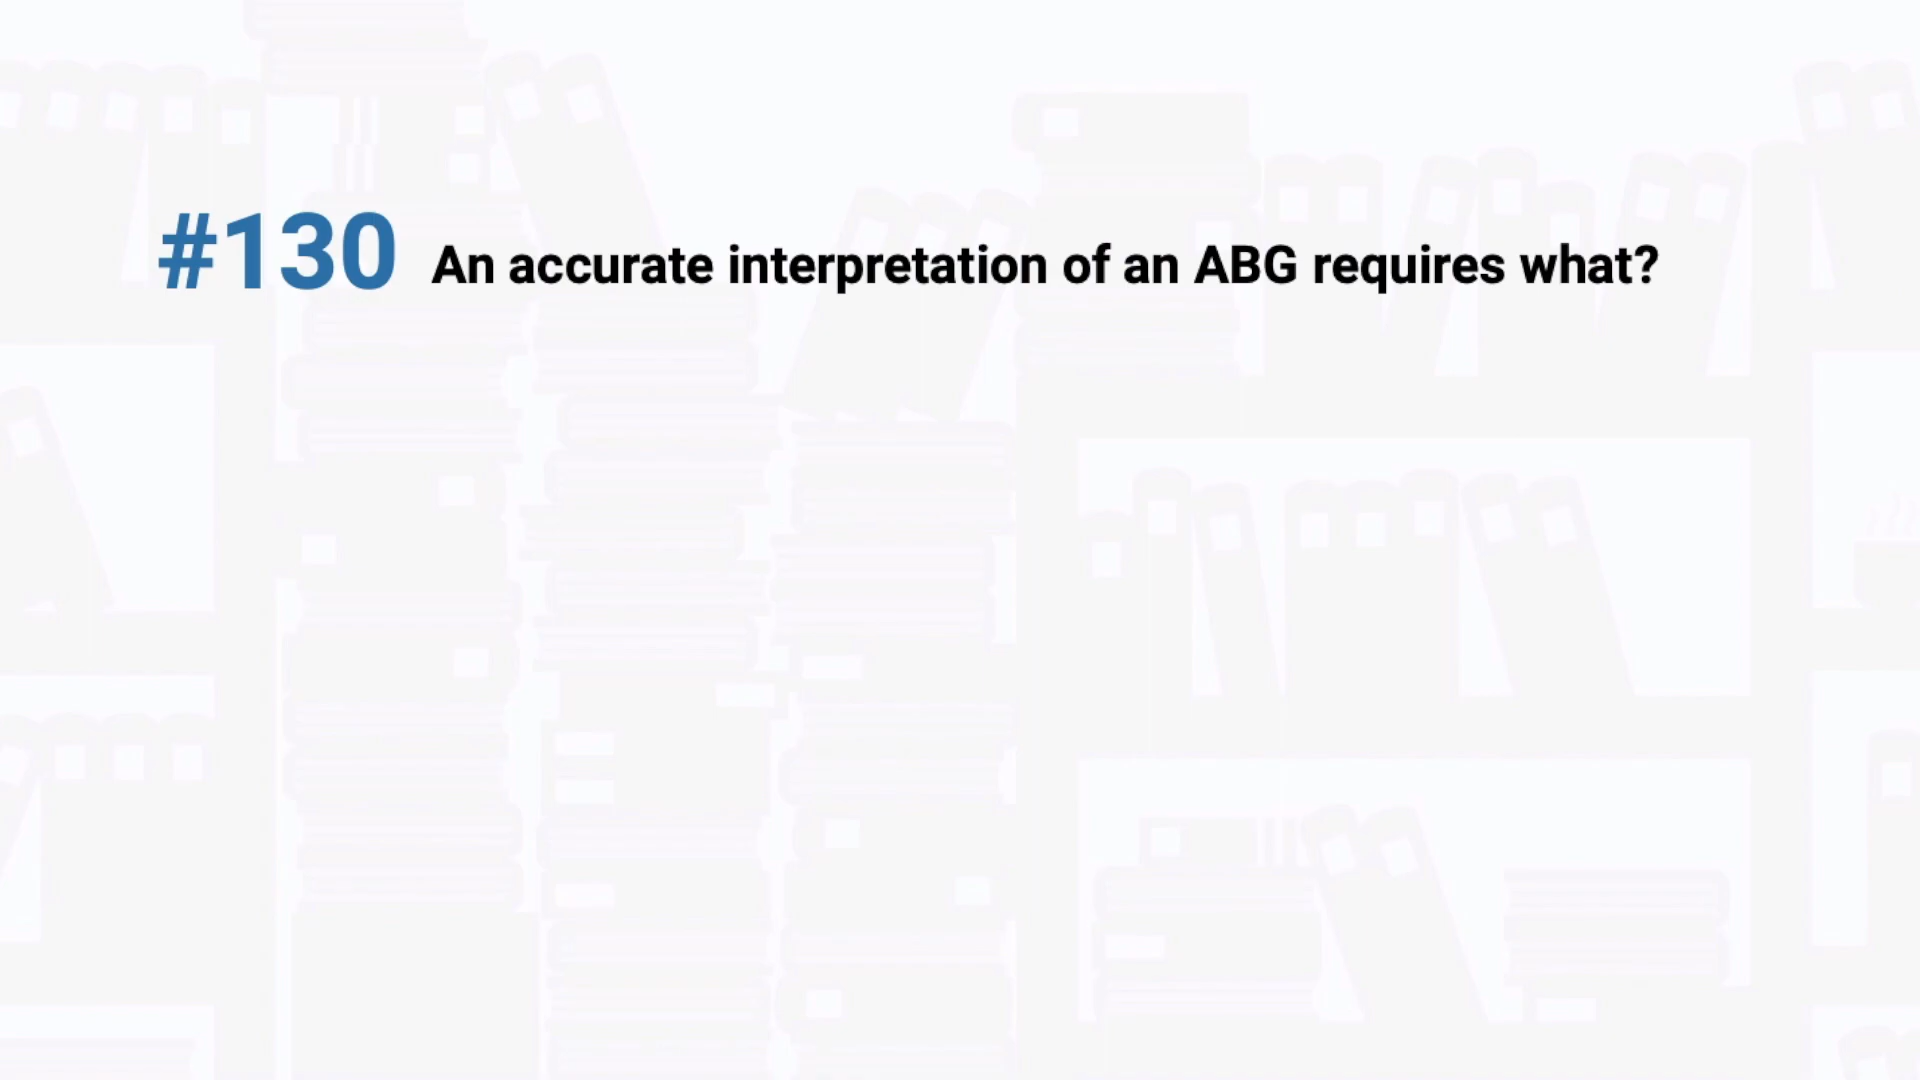 #130 An accurate interpretation of an ABG requires what?